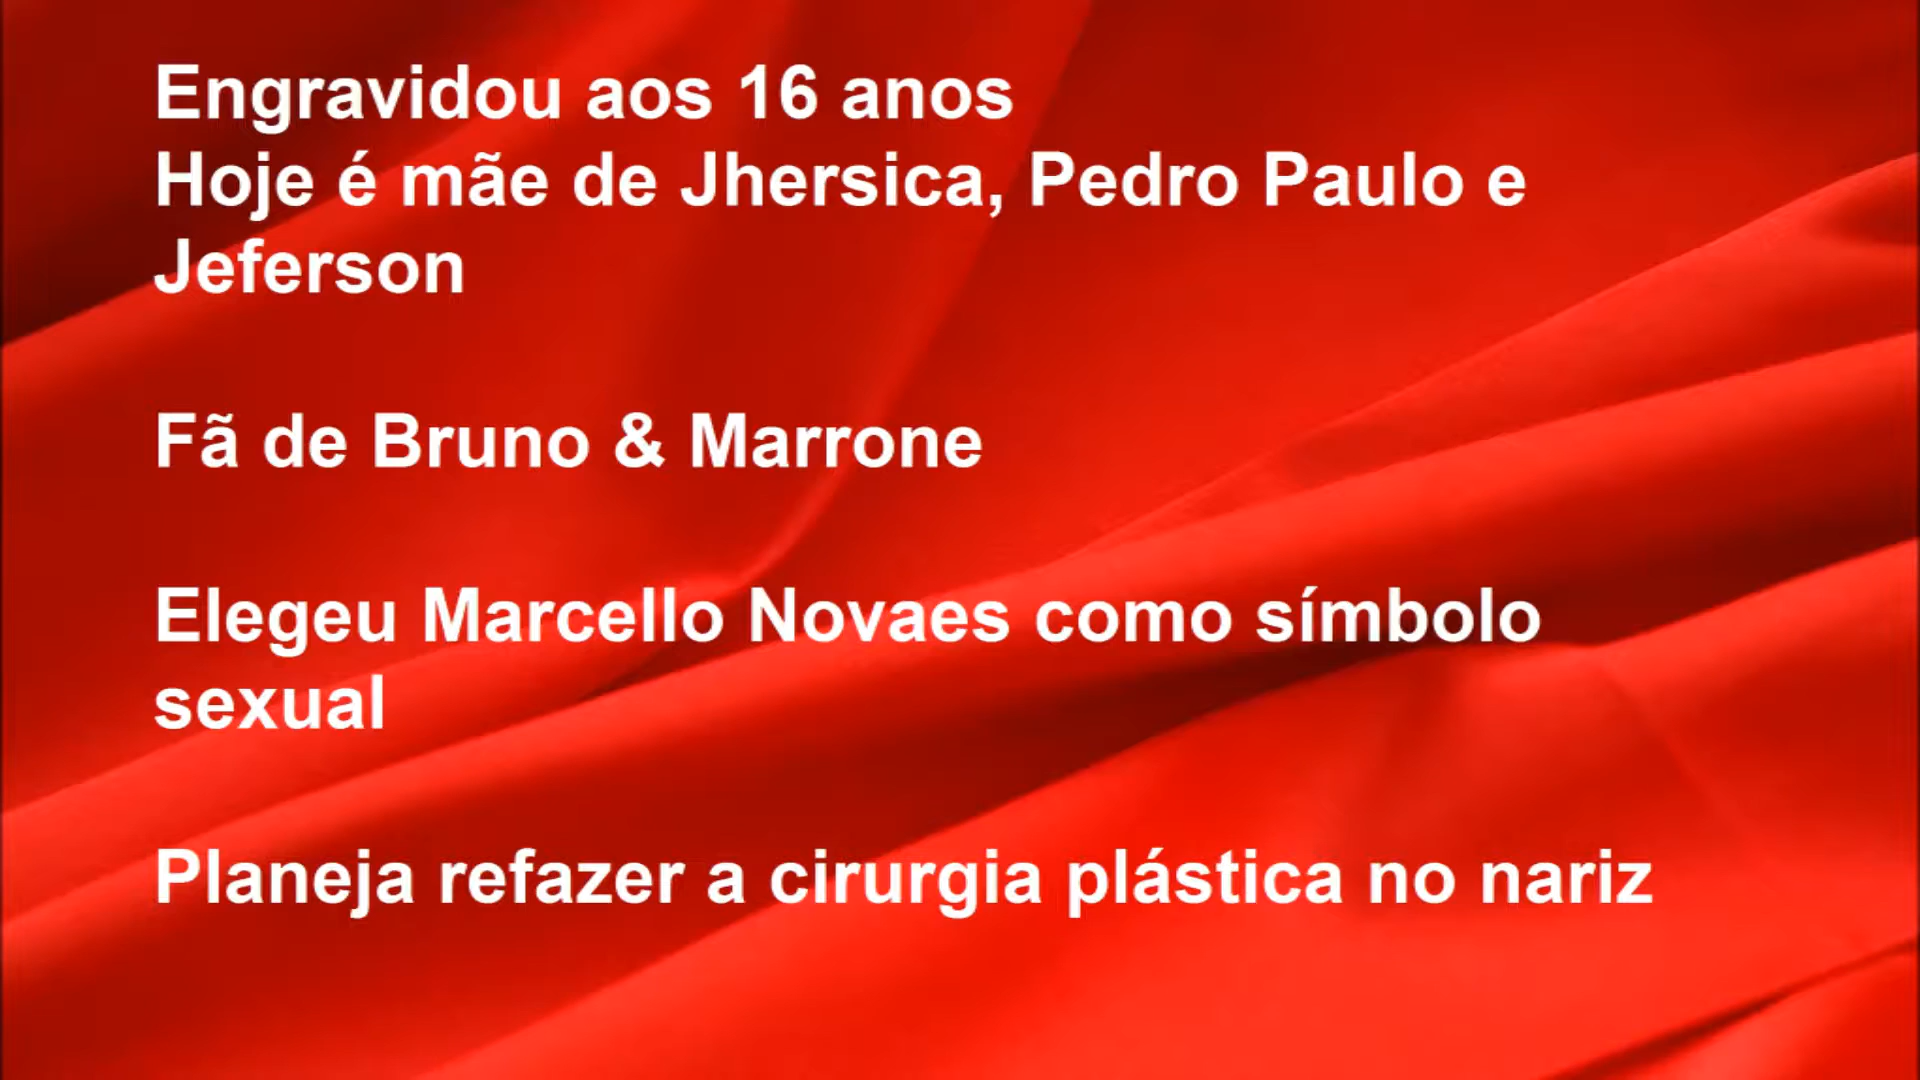 Engravidou aos 16 anos
Hoje é mãe de Jhersica, Pedro Paulo e
Jeferson
Fã de Bruno & Marrone
Elegeu Marcello Novaes como símbolo
sexual
Planeja refazer a cirurgia plástica no nariz